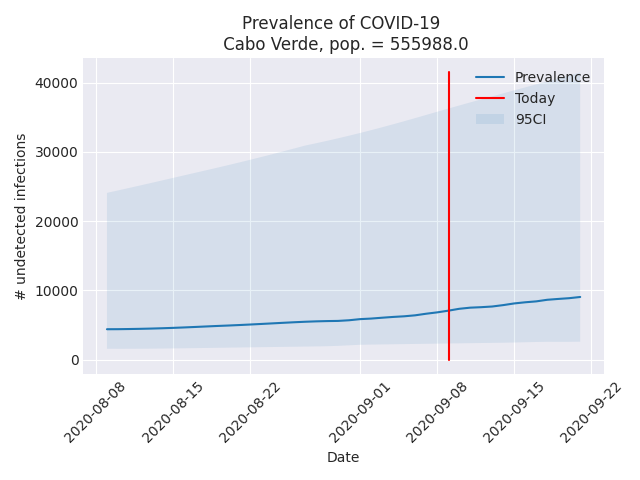 Prevalence of COVID-19
Cabo Verde, pop. = 555988.0
# undetected infections
40000
30000
20000
10000
0
Prevalence
Today
95CI
2020-08-08
2020-08-15
2020-08-22
2020-09-01
2020-09-08
2020-09-15
2020-09-22
Date